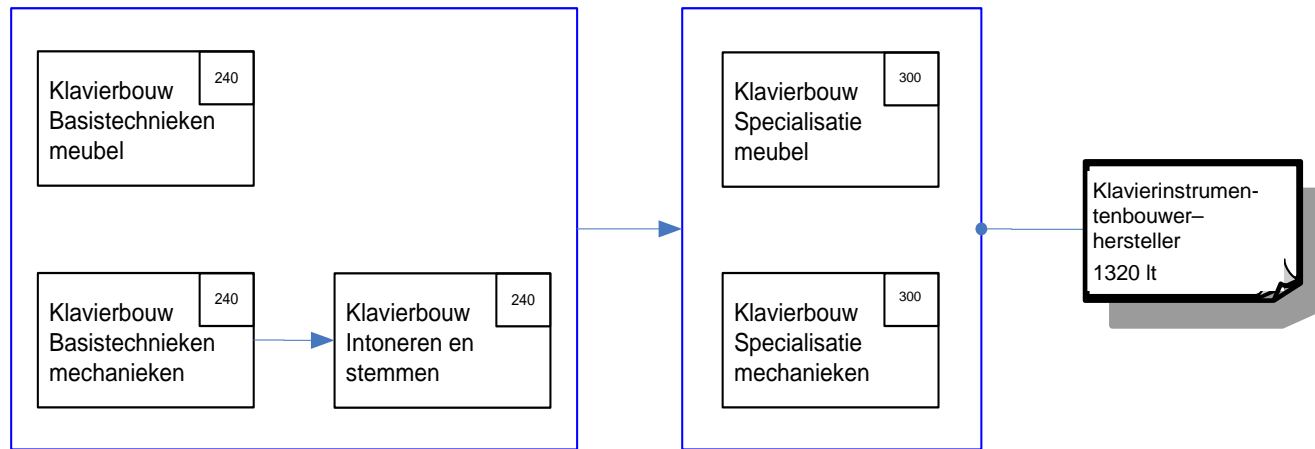 Klavierbouw
Basistechnieken
meubel
240
Klavierbouw
Basistechnieken
mechanieken
240
Klavierbouw
Intoneren en
stemmen
240
Klavierbouw
Specialisatie
meubel
300
Klavierbouw
Specialisatie
mechanieken
300
Klavierinstrumen-
tenbouwer–
hersteller
1320 lt